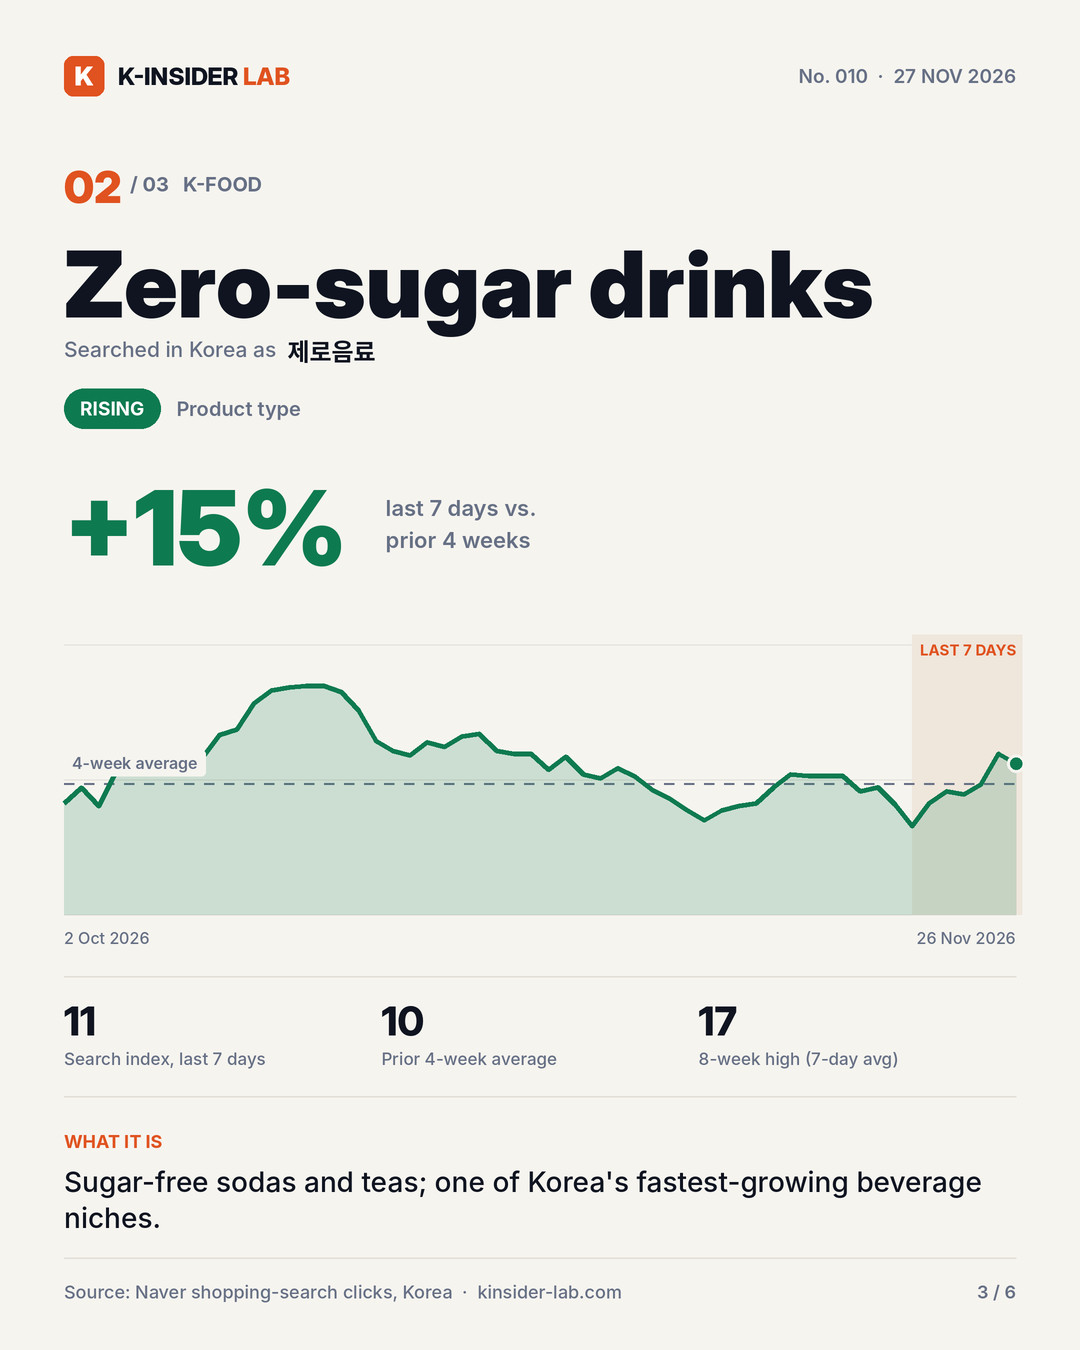 K K-INSIDER LAB
No. 010 · 27 NOV 2026
02 / 03 K-FOOD
Zero-sugar drinks
Searched in Korea as 제로음료
RISING Product type
+15%
last 7 days vs.
prior 4 weeks
LAST 7 DAYS
4-week average
2 Oct 2026
26 Nov 2026
11
Search index, last 7 days
10
Prior 4-week average
17
8-week high (7-day avg)
WHAT IT IS
Sugar-free sodas and teas; one of Korea's fastest-growing beverage
niches.
Source: Naver shopping-search clicks, Korea · kinsider-lab.com
3 / 6